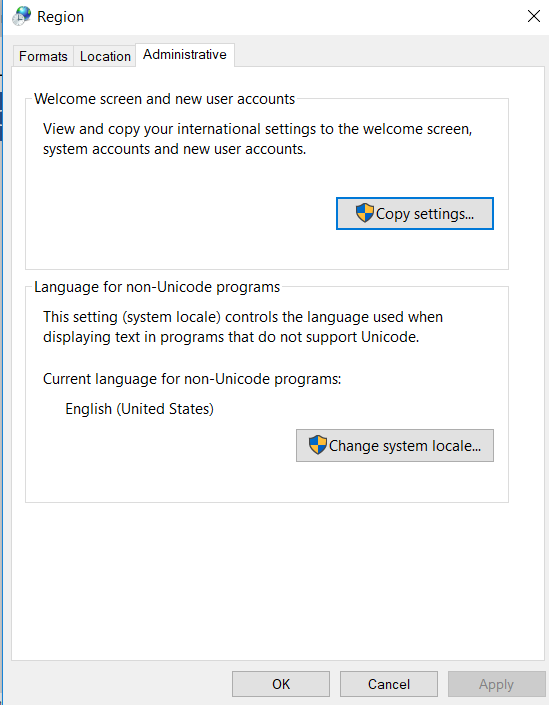 Region
Formats
Location
Administrative
Welcome screen and new user accounts
View and copy your international settings to the welcome screen,
system accounts and new user accounts.
Copy settings...
Language for non-Unicode programs
This setting (system locale) controls the language used when
displaying text in programs that do not support Unicode.
Current language for non-Unicode programs:
English (United States)
Change system locale...
OK
Cancel
Apply